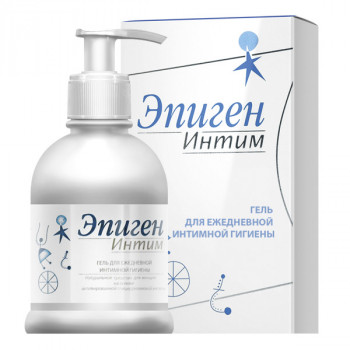 Эпиген
Интим
ГЕЛЬ
ДЛЯ ЕЖЕДНЕВНОЙ
ИНТИМНОЙ ГИГИЕНЫ
Эпиген
Интим
ГЕЛЬ ДЛЯ ЕЖЕДНЕВНОЙ
ИНТИМНОЙ ГИГИЕНЫ